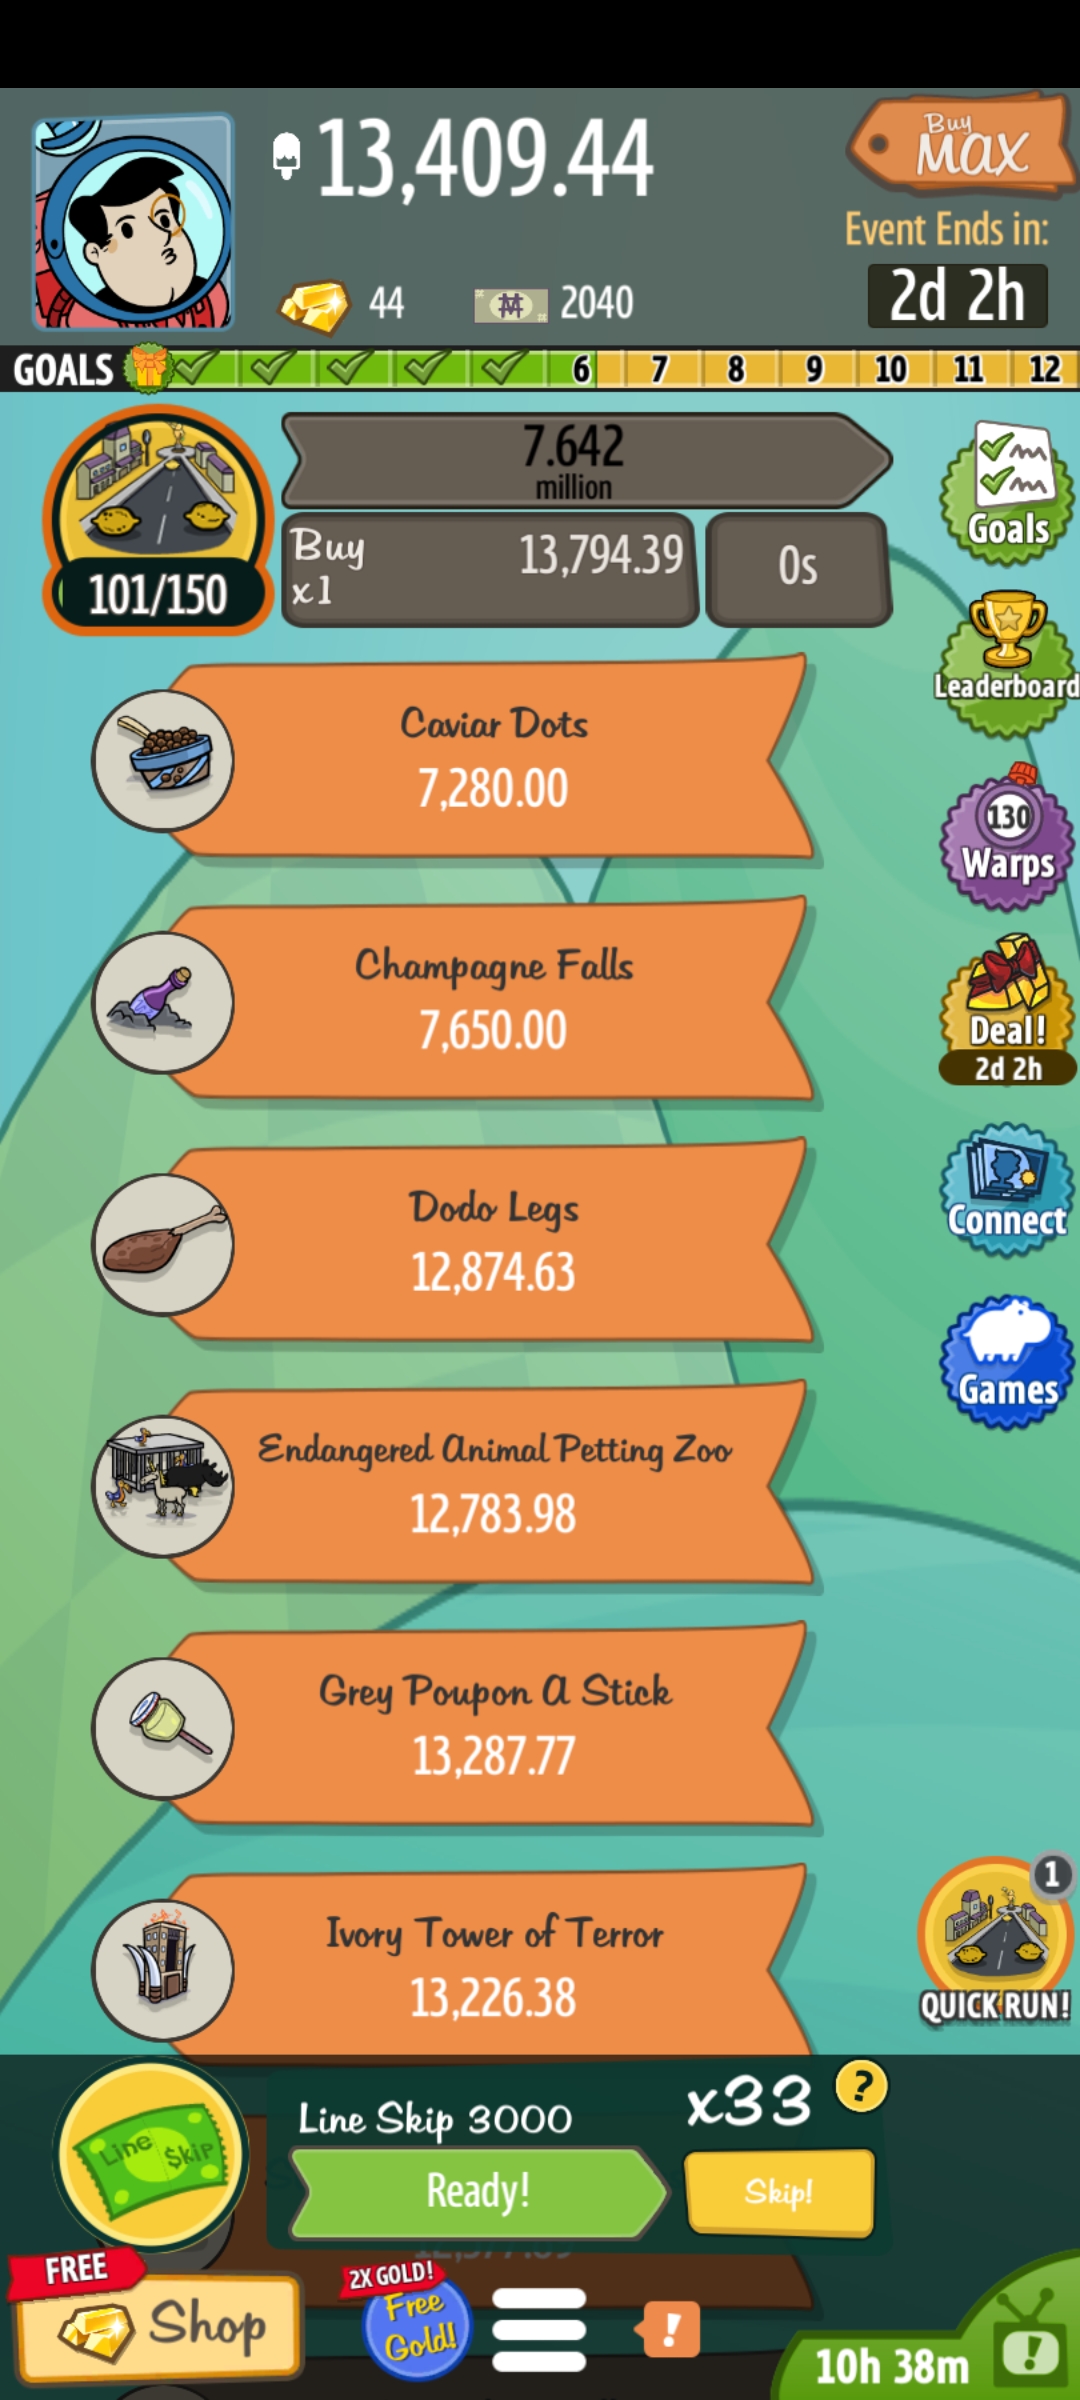 13,409.44
Buy
MAX
Event Ends in:
44
2040
2d 2h
GOALS
6 7 8 9 10 11 12
7.642
million
Buy
x1
13,794.39
0s
101/150
Goals
Leaderboard
Caviar Dots
7,280.00
130
Warps
Champagne Falls
7,650.00
Deal!
2d 2h
Dodo Legs
12,874.63
Connect
Games
Endangered Animal Petting Zoo
12,783.98
Grey Poupon A Stick
13,287.77
Ivory Tower of Terror
13,226.38
1
QUICK RUN!
Line Skip
Line Skip 3000
x33
?
Ready!
Skip!
FREE
Shop
2X GOLD!
Free
Gold!
!
10h 38m
!